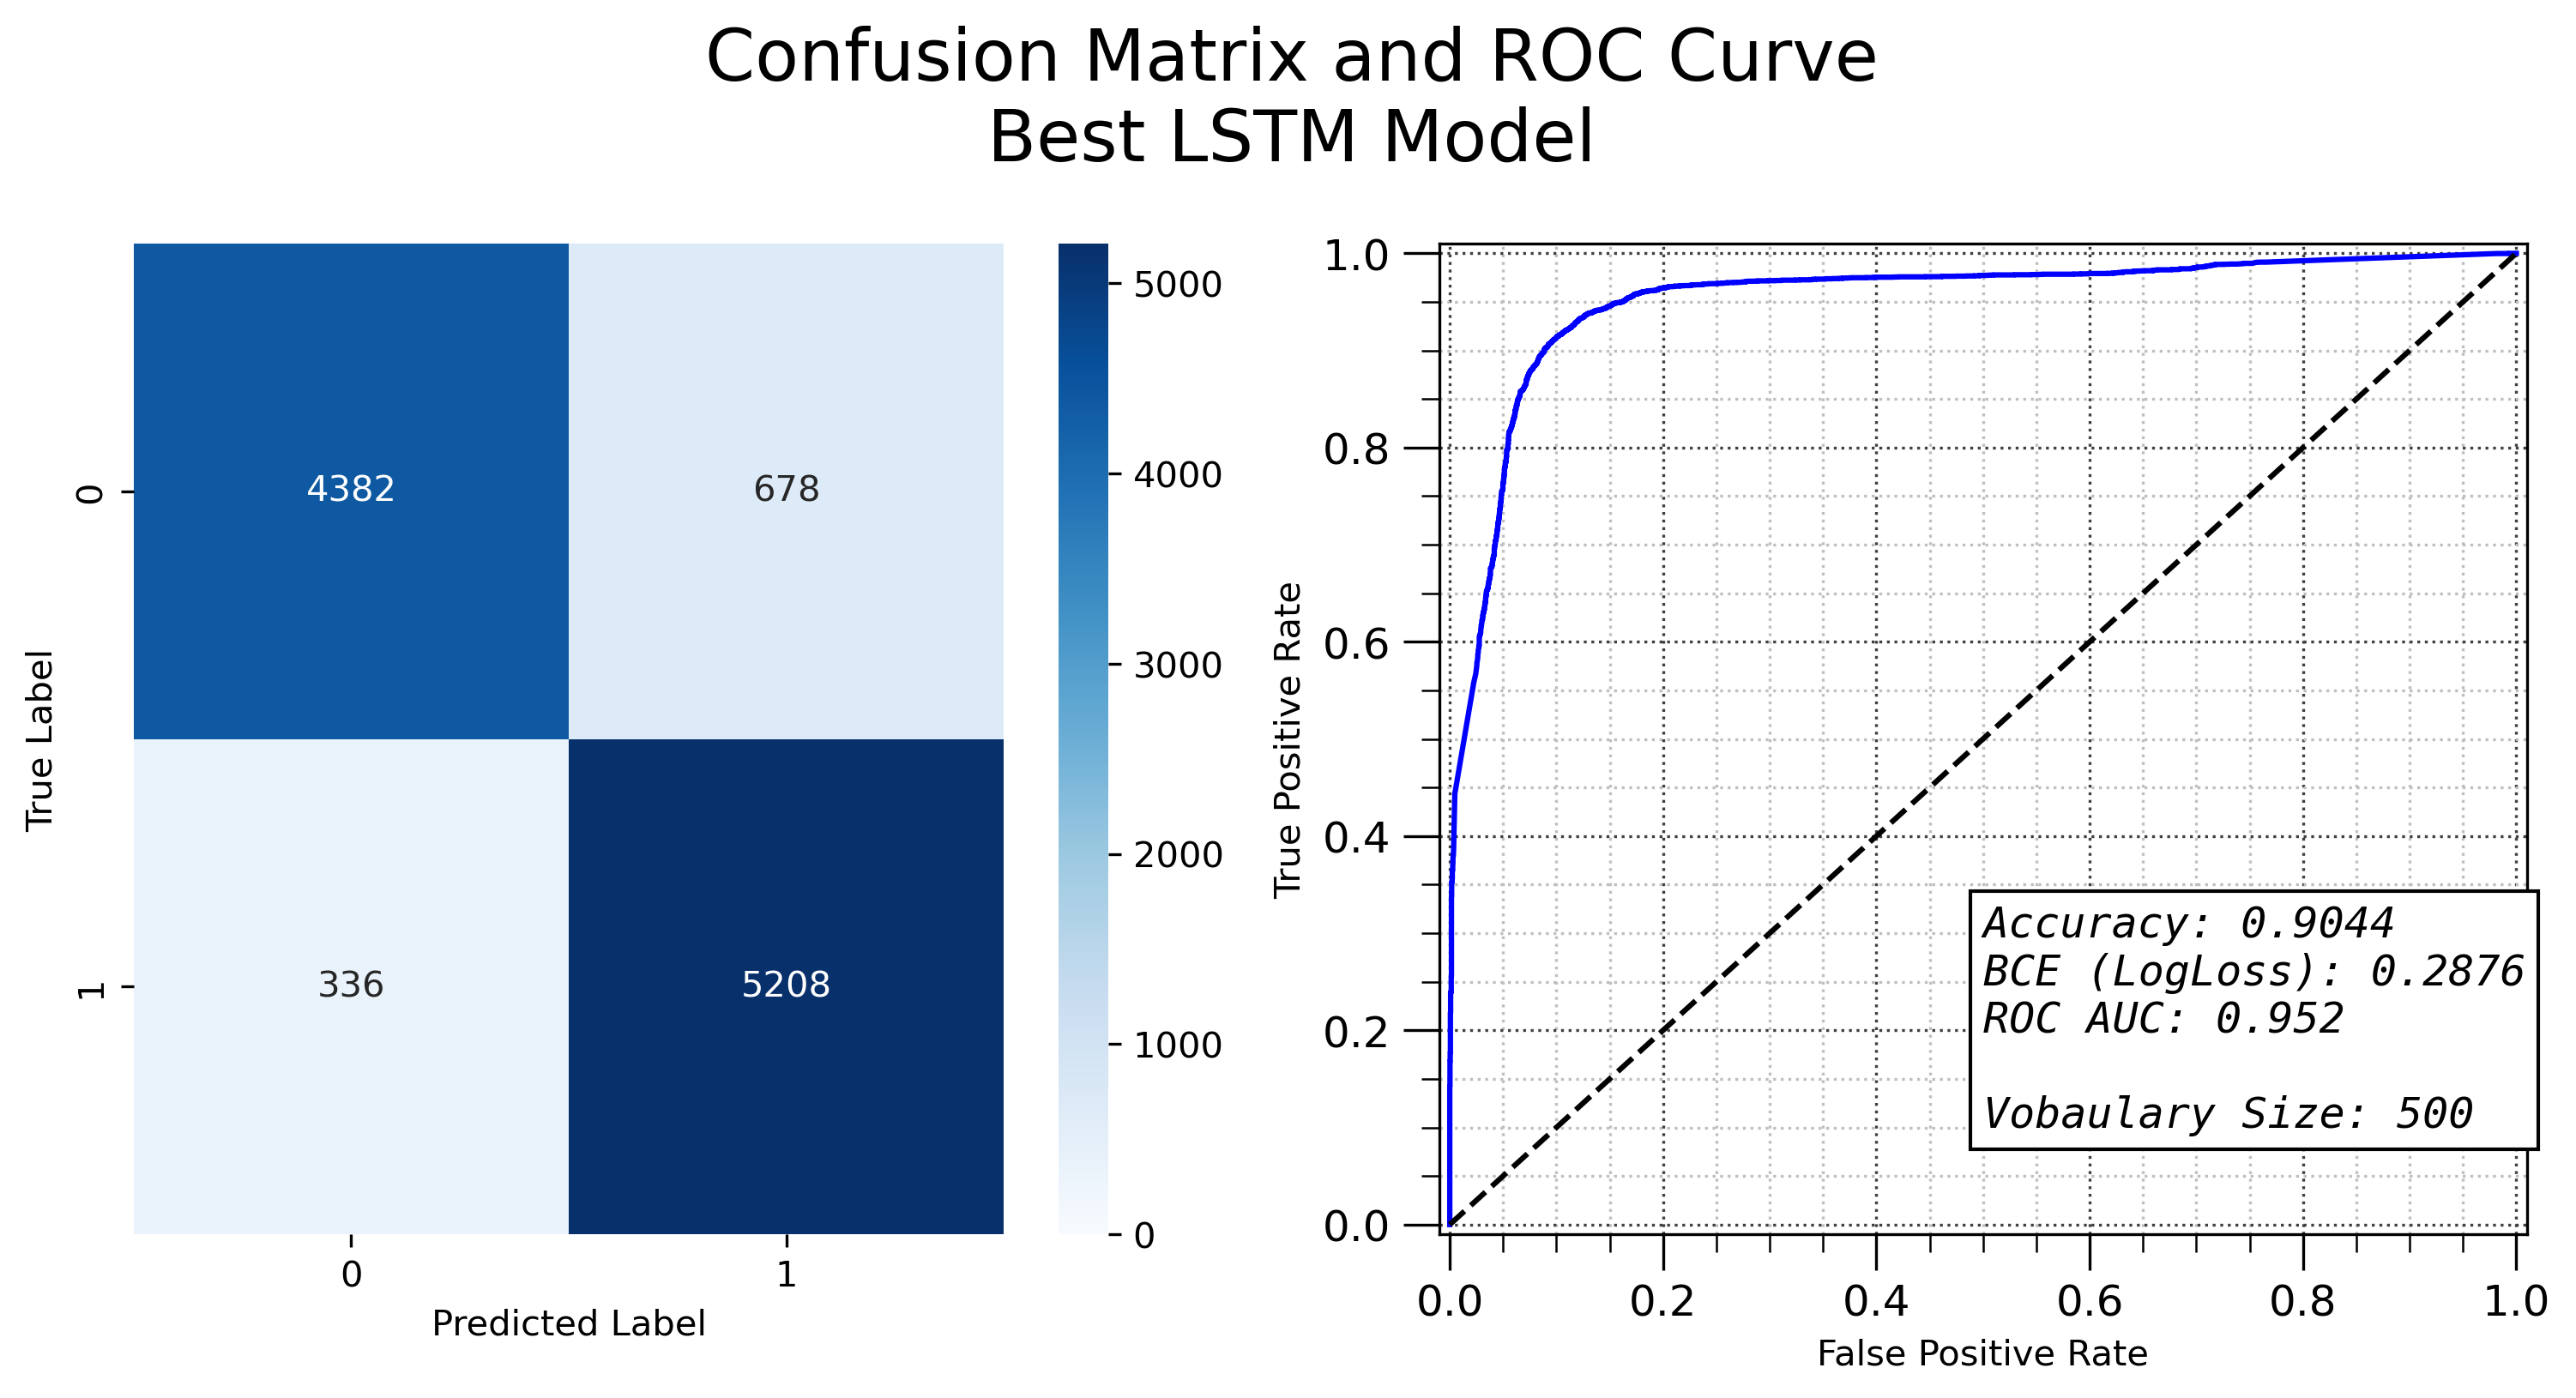 Confusion Matrix and ROC Curve
Best LSTM Model
True Label
0
1
4382
678
336
5208
0
1
Predicted Label
5000
4000
3000
2000
1000
0
True Positive Rate
1.0
0.8
0.6
0.4
0.2
0.0
Accuracy: 0.9044
BCE (LogLoss): 0.2876
ROC AUC: 0.952
Vobaulary Size: 500
0.0
0.2
0.4
0.6
0.8
1.0
False Positive Rate